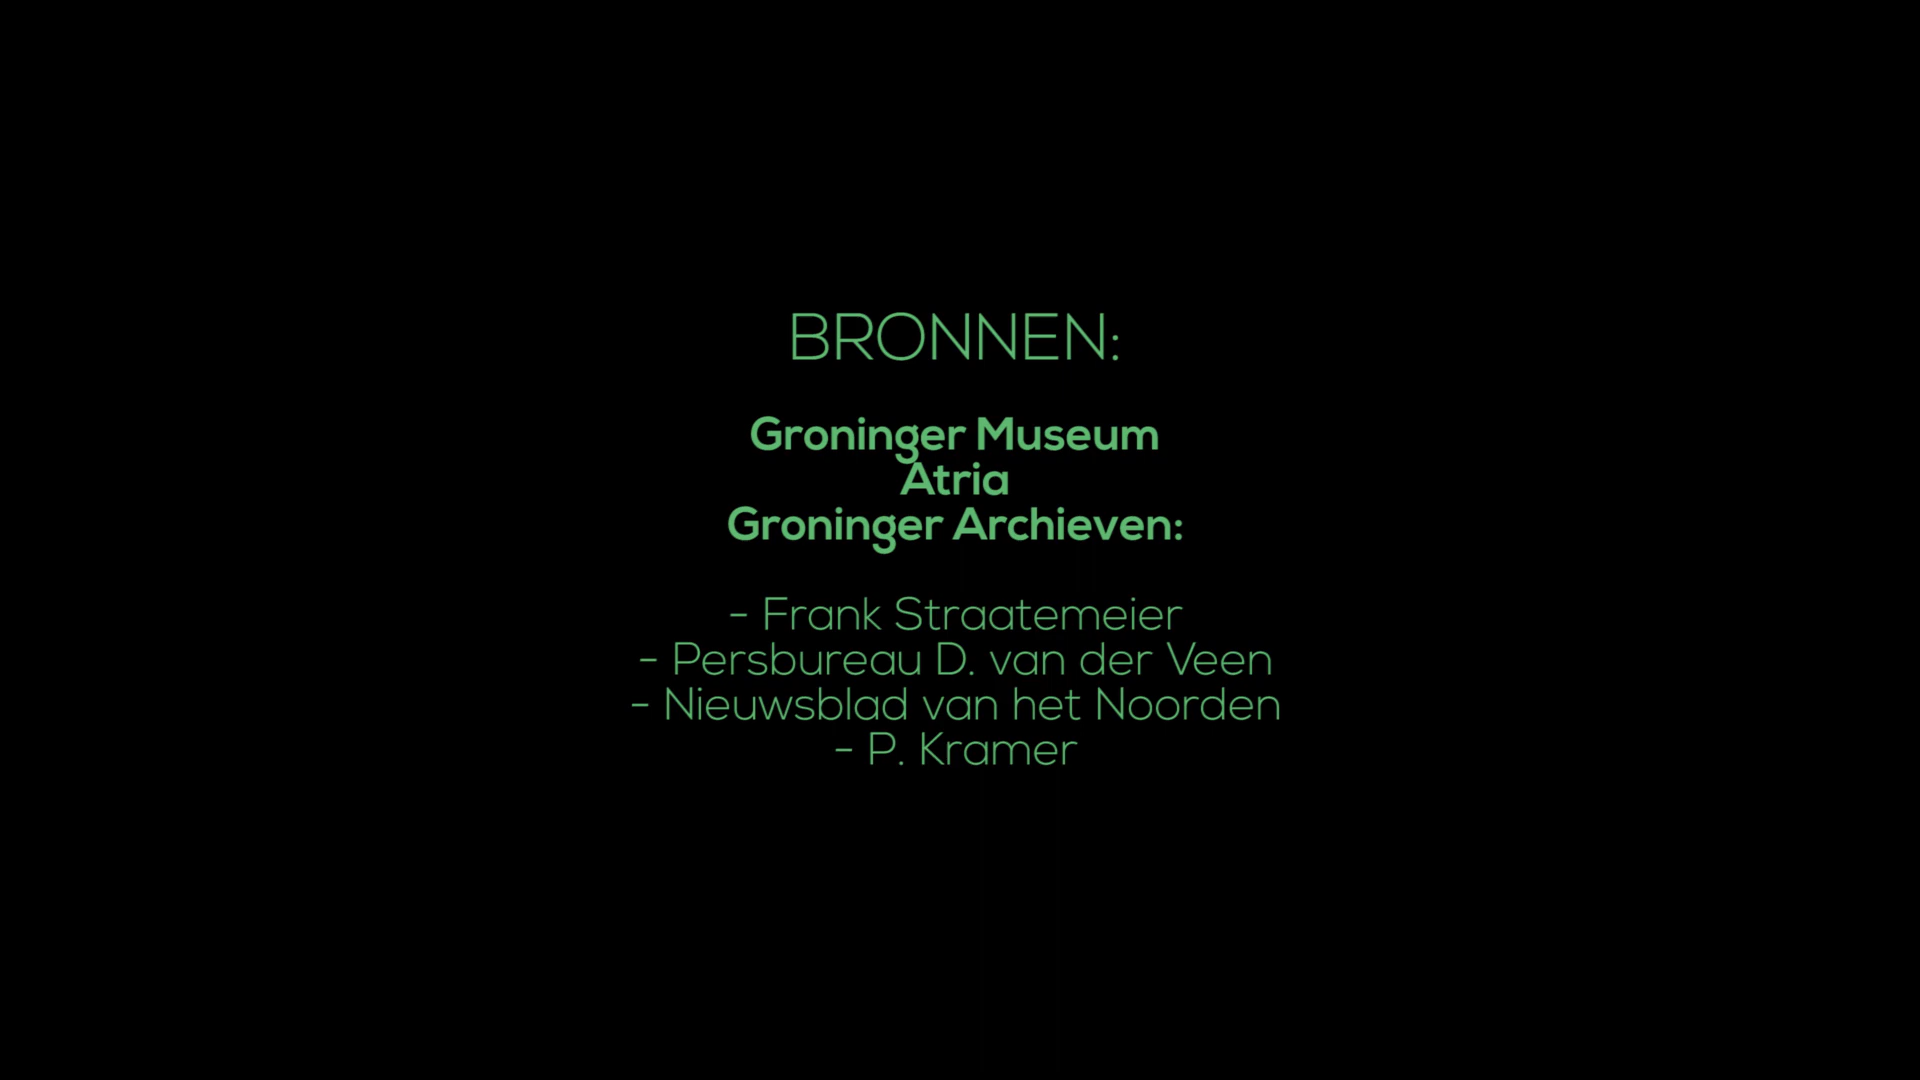 BRONNEN:
Groninger Museum
Atria
Groninger Archieven:
- Frank Straatemeier
- Persbureau D. van der Veen
- Nieuwsblad van het Noorden
- P. Kramer